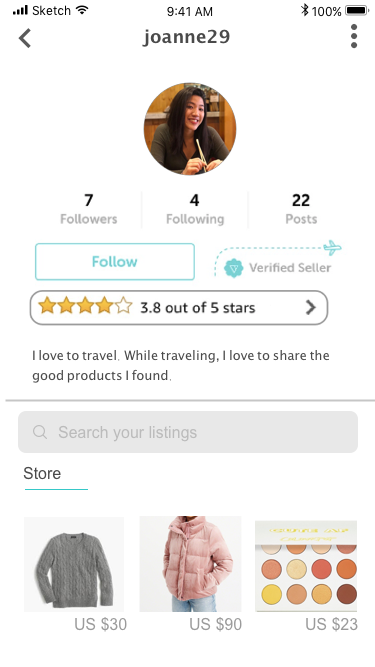 Sketch 9:41 AM 100%
joanne29
7 4 22
Followers Following Posts
Follow
Verified Seller
3.8 out of 5 stars
I love to travel. While traveling, I love to share the
good products I found.
Search your listings
Store
US $30 US $90 US $23